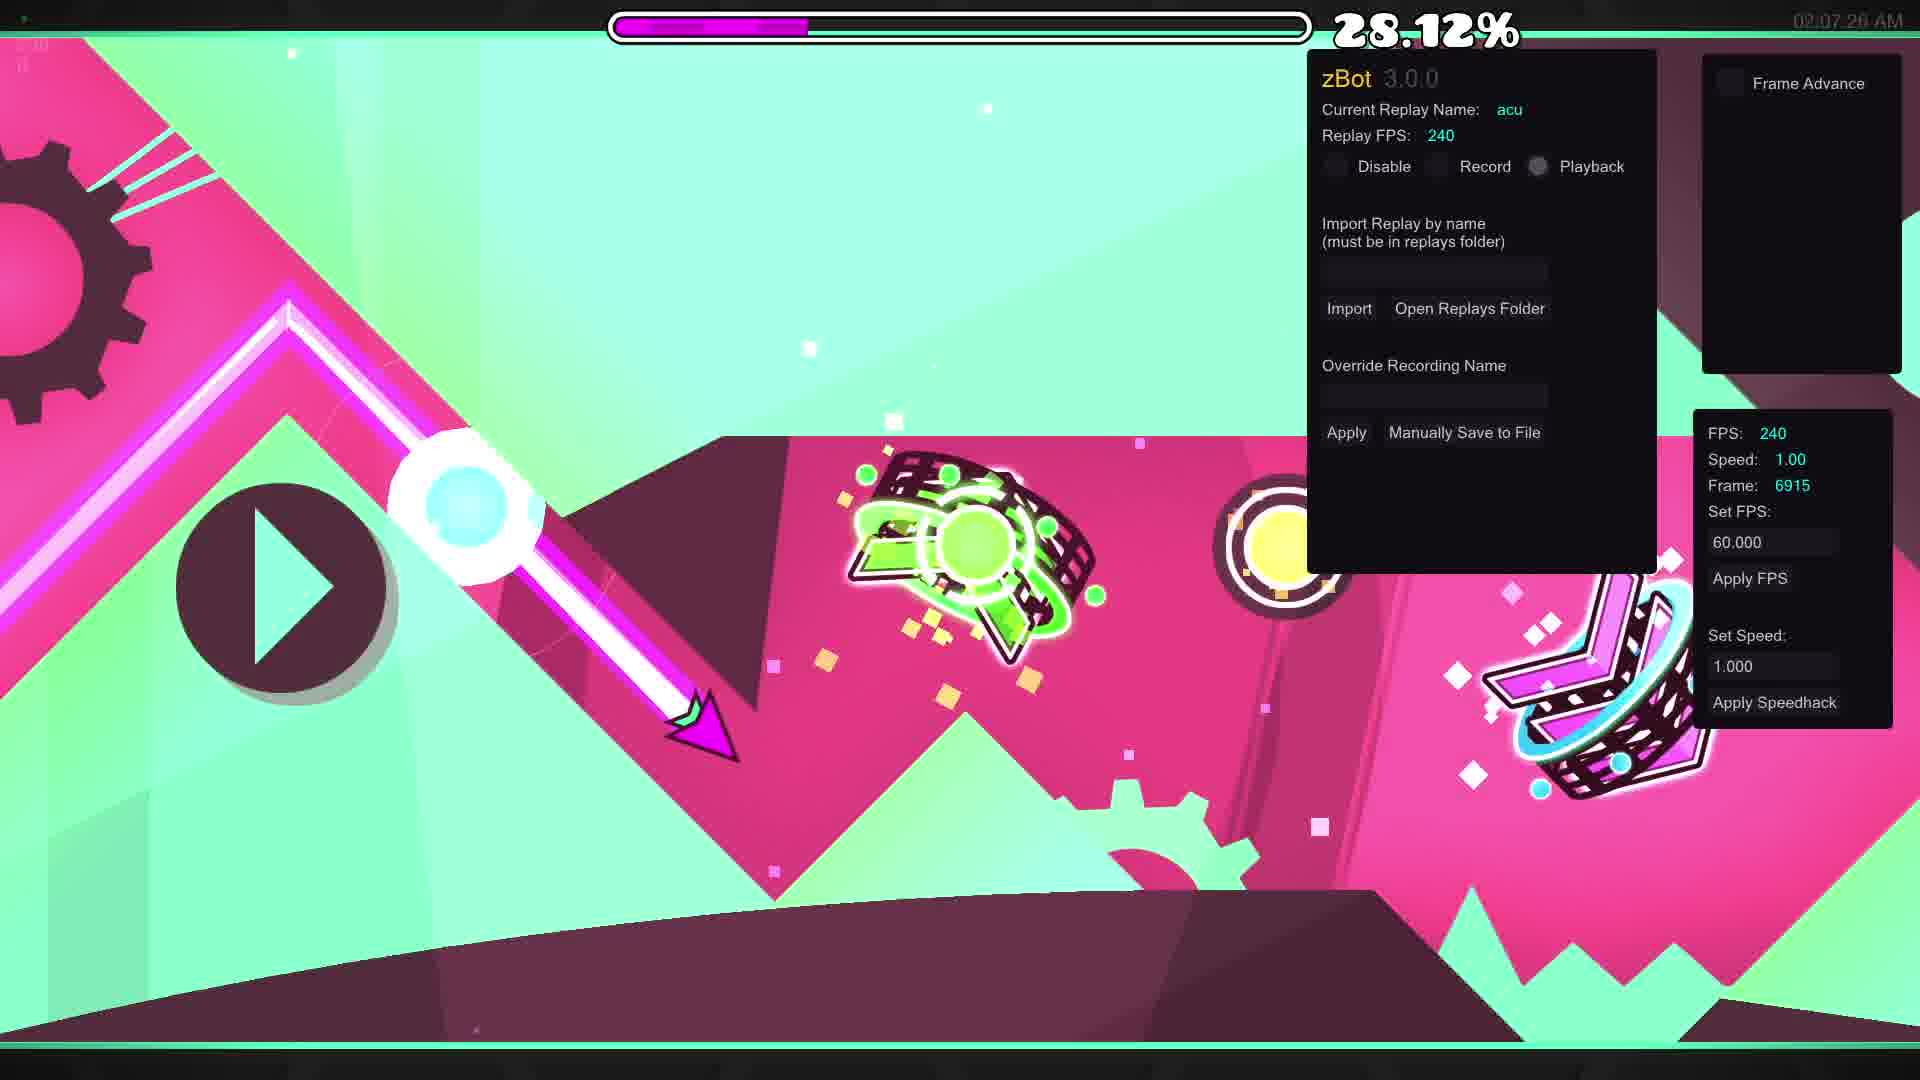 28.12%
02:07:26 AM
zBot 3.0.0
Current Replay Name: acu
Replay FPS: 240
Disable Record Playback
Import Replay by name
(must be in replays folder)
Import Open Replays Folder
Override Recording Name
Apply Manually Save to File
Frame Advance
FPS: 240
Speed: 1.00
Frame: 6915
Set FPS:
60.000
Apply FPS
Set Speed:
1.000
Apply Speedhack